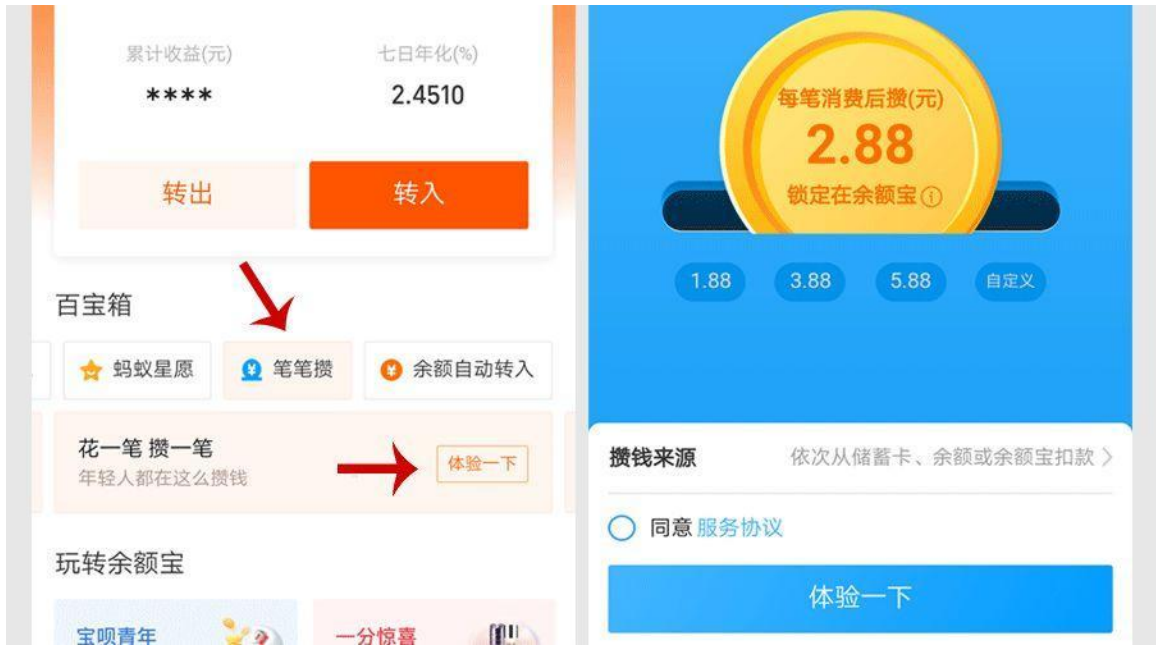 累计收益(元)
七日年化(%)
****
2.4510
转出
转入
百宝箱
蚂蚁星愿
笔笔攒
余额自动转入
花一笔 攒一笔
年轻人都在这么攒钱
体验一下
玩转余额宝
宝呗青年
一分惊喜
每笔消费后攒(元)
2.88
锁定在余额宝
1.88
3.88
5.88
自定义
攒钱来源
依次从储蓄卡、余额或余额宝扣款
同意 服务协议
体验一下